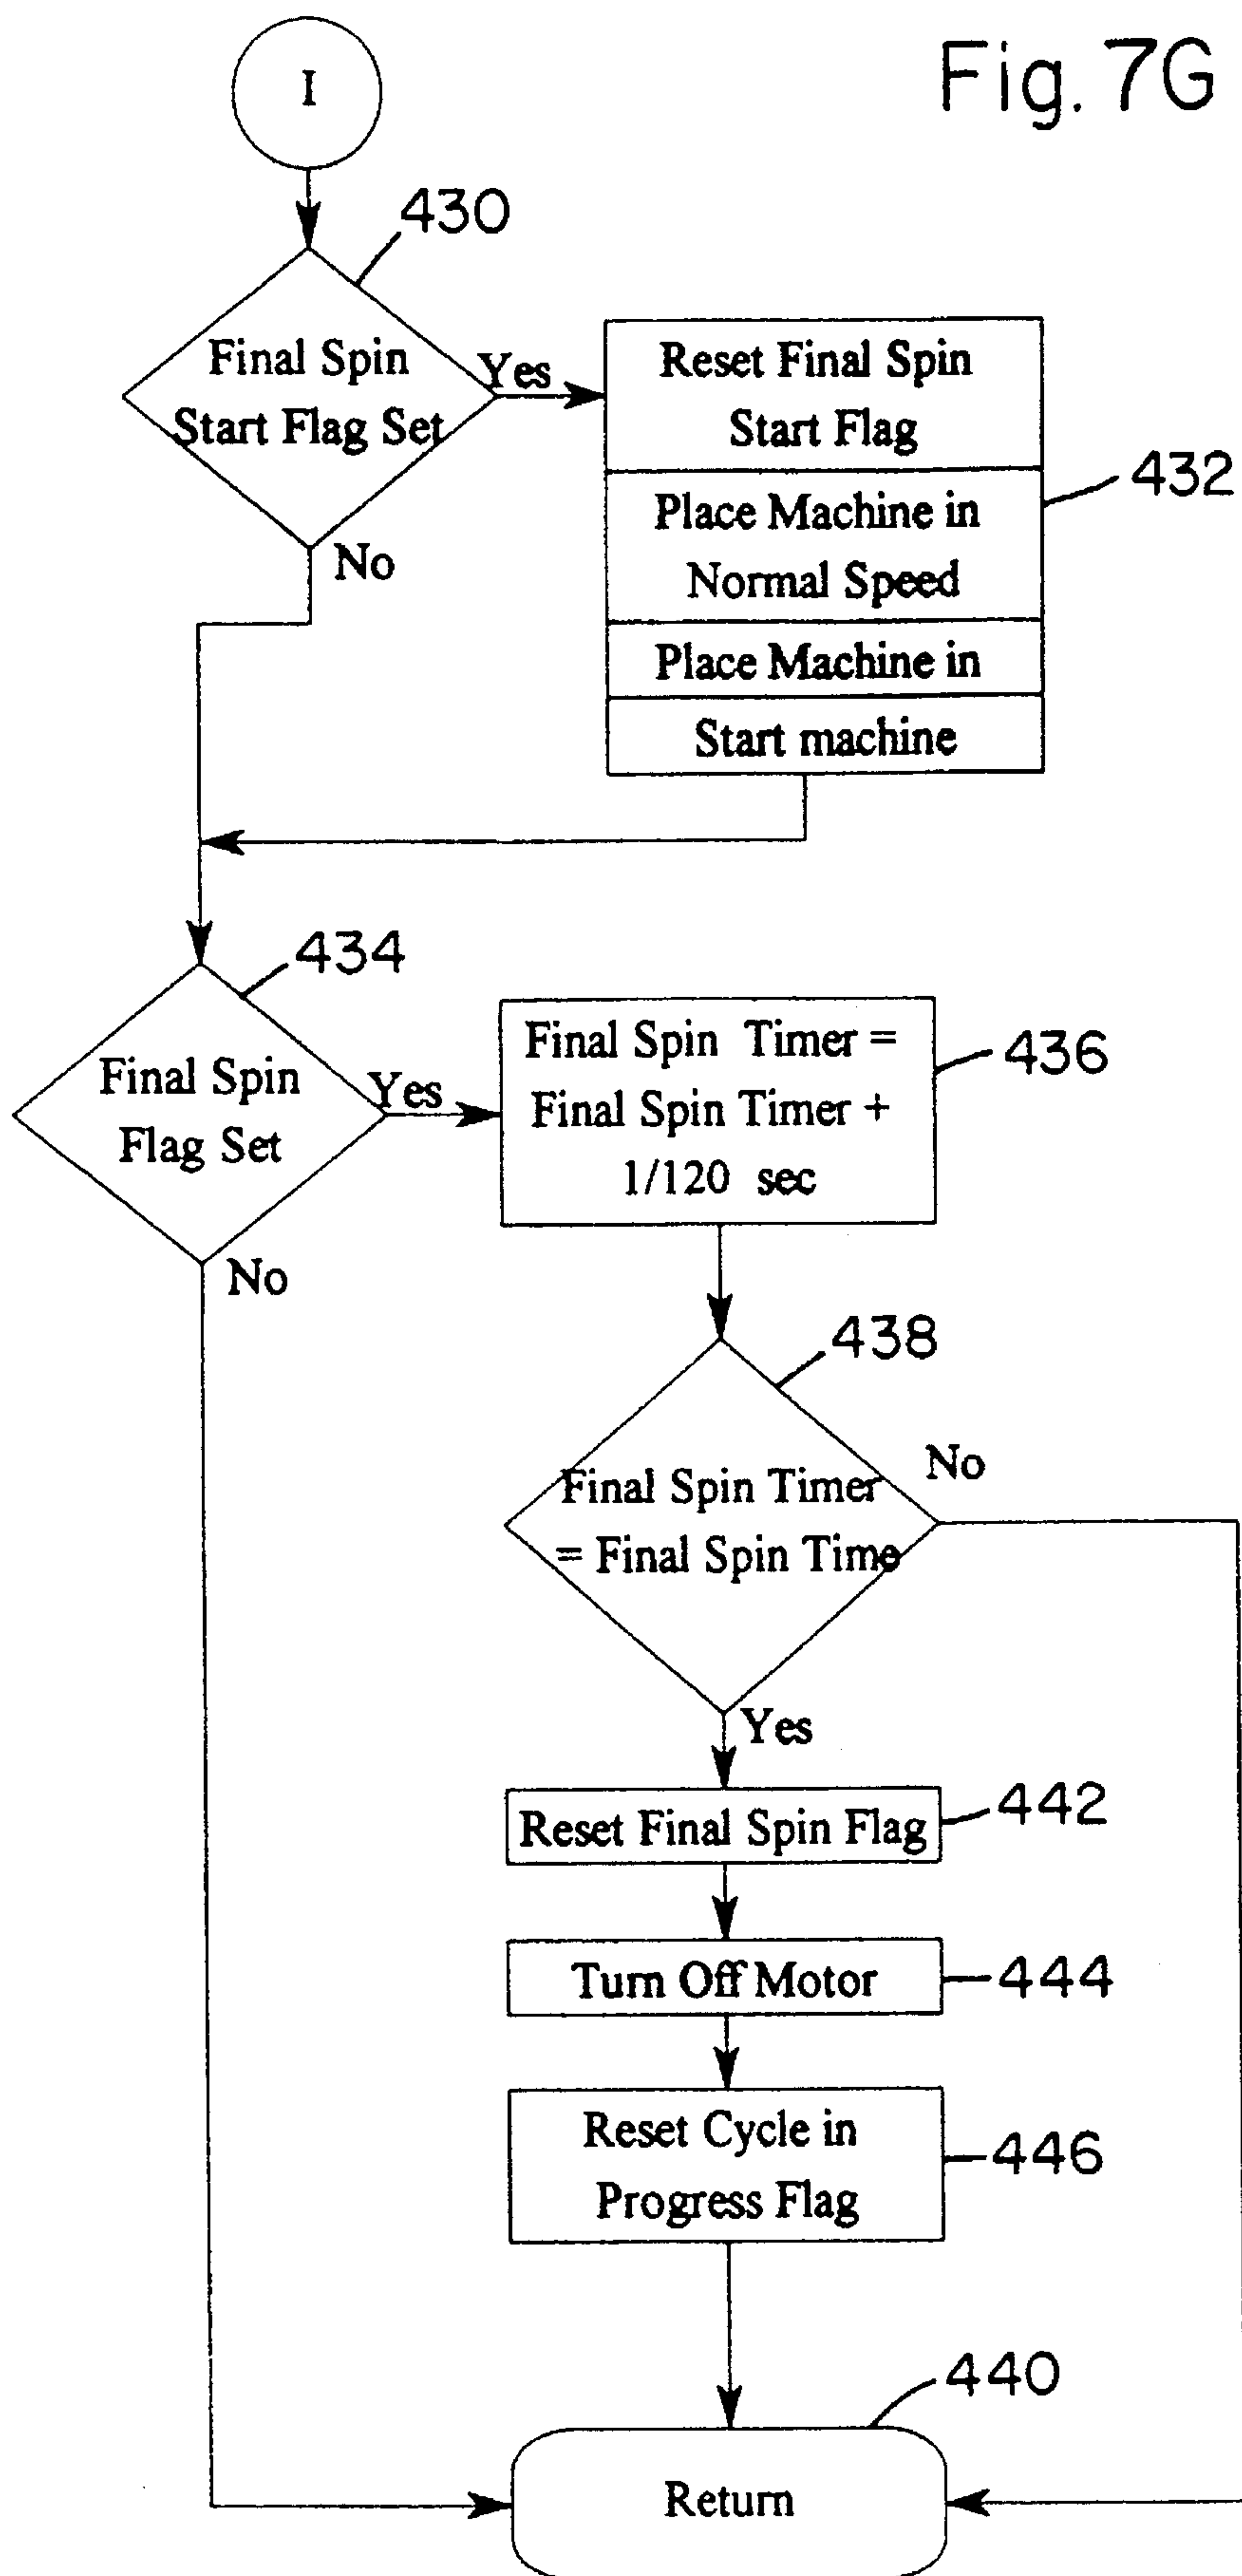 Fig. 7G
I
430
Final Spin
Start Flag Set
Yes
No
Reset Final Spin
Start Flag
Place Machine in
Normal Speed
Place Machine in
Start machine
432
434
Final Spin
Flag Set
Yes
No
Final Spin Timer =
Final Spin Timer +
1/120 sec
436
438
Final Spin Timer
= Final Spin Time
No
Yes
Reset Final Spin Flag
442
Turn Off Motor
444
Reset Cycle in
Progress Flag
446
440
Return